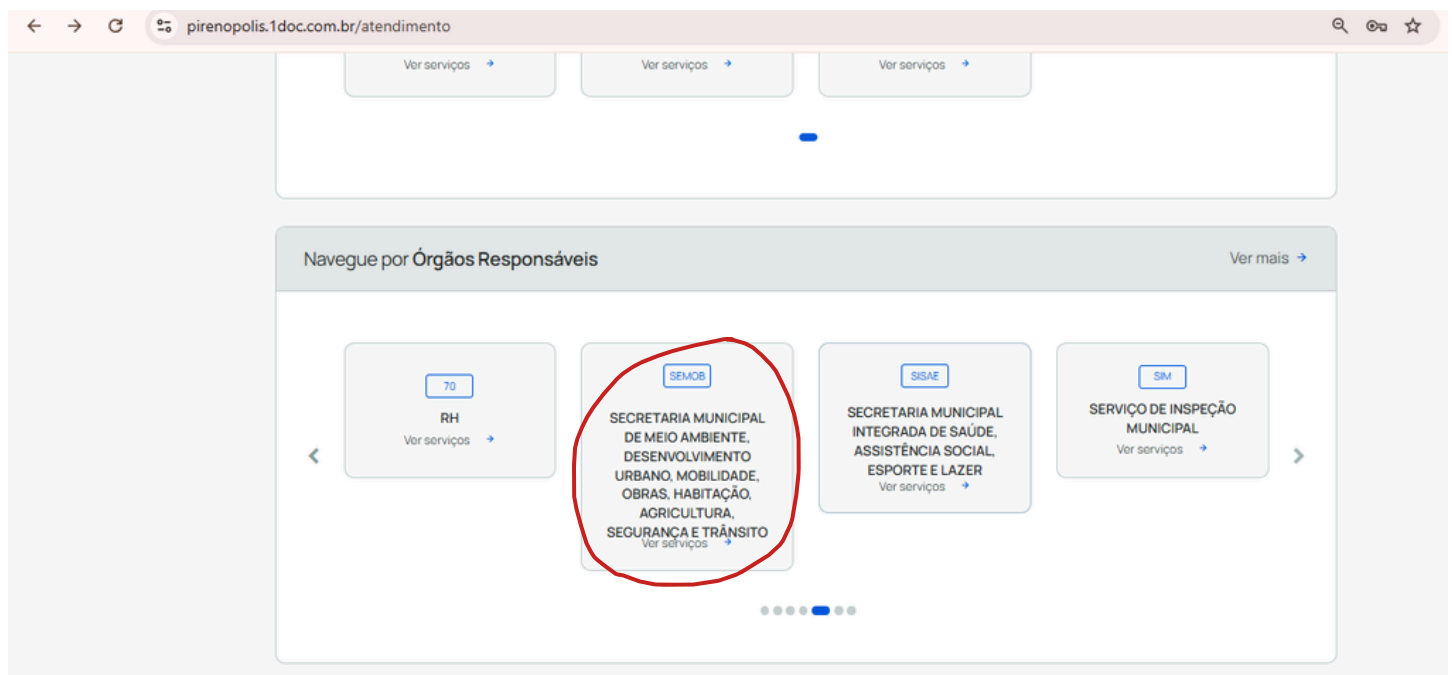 pirenopolis.1doc.com.br/atendimento
Ver serviços
Ver serviços
Ver serviços
Navegue por Órgãos Responsáveis
Ver mais
70
RH
Ver serviços
SEMOB
SECRETARIA MUNICIPAL
DE MEIO AMBIENTE,
DESENVOLVIMENTO
URBANO, MOBILIDADE,
OBRAS, HABITAÇÃO,
AGRICULTURA,
SEGURANÇA E TRÂNSITO
Ver serviços
SISAE
SECRETARIA MUNICIPAL
INTEGRADA DE SAÚDE,
ASSISTÊNCIA SOCIAL,
ESPORTE E LAZER
Ver serviços
SIM
SERVIÇO DE INSPEÇÃO
MUNICIPAL
Ver serviços